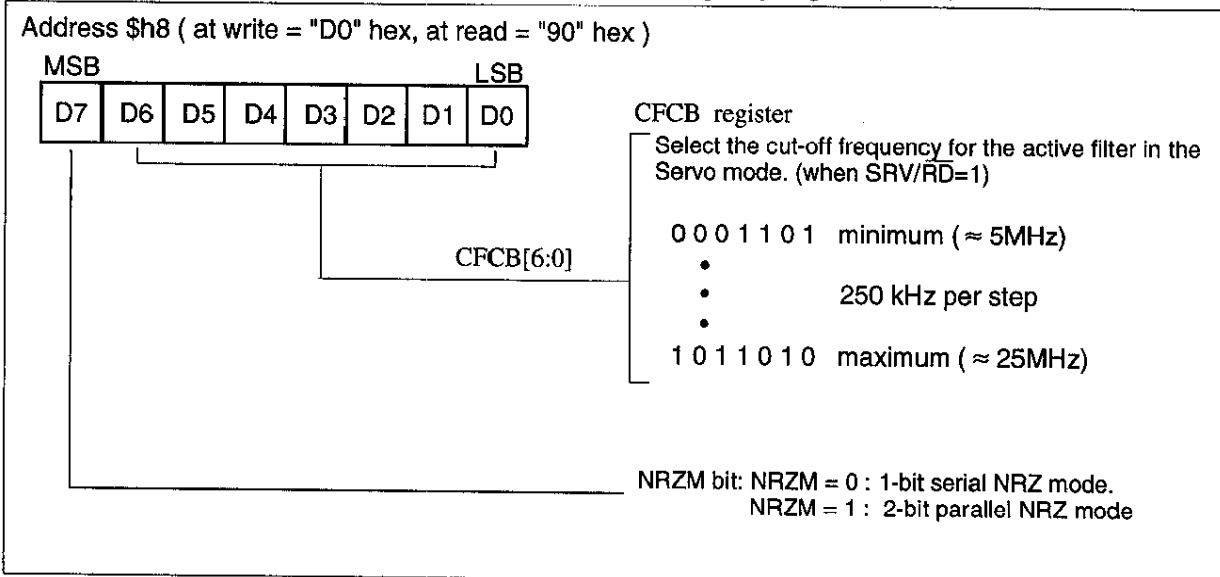 Address $h8 ( at write = "D0" hex, at read = "90" hex )
MSB LSB
D7 D6 D5 D4 D3 D2 D1 D0
CFCB register
Select the cut-off frequency for the active filter in the
Servo mode. (when SRV/R̅D̅=1)
0 0 0 1 1 0 1 minimum ( ≈ 5MHz)
CFCB[6:0]
• 
• 250 kHz per step
•
1 0 1 1 0 1 0 maximum ( ≈ 25MHz)
NRZM bit: NRZM = 0 : 1-bit serial NRZ mode.
NRZM = 1 : 2-bit parallel NRZ mode